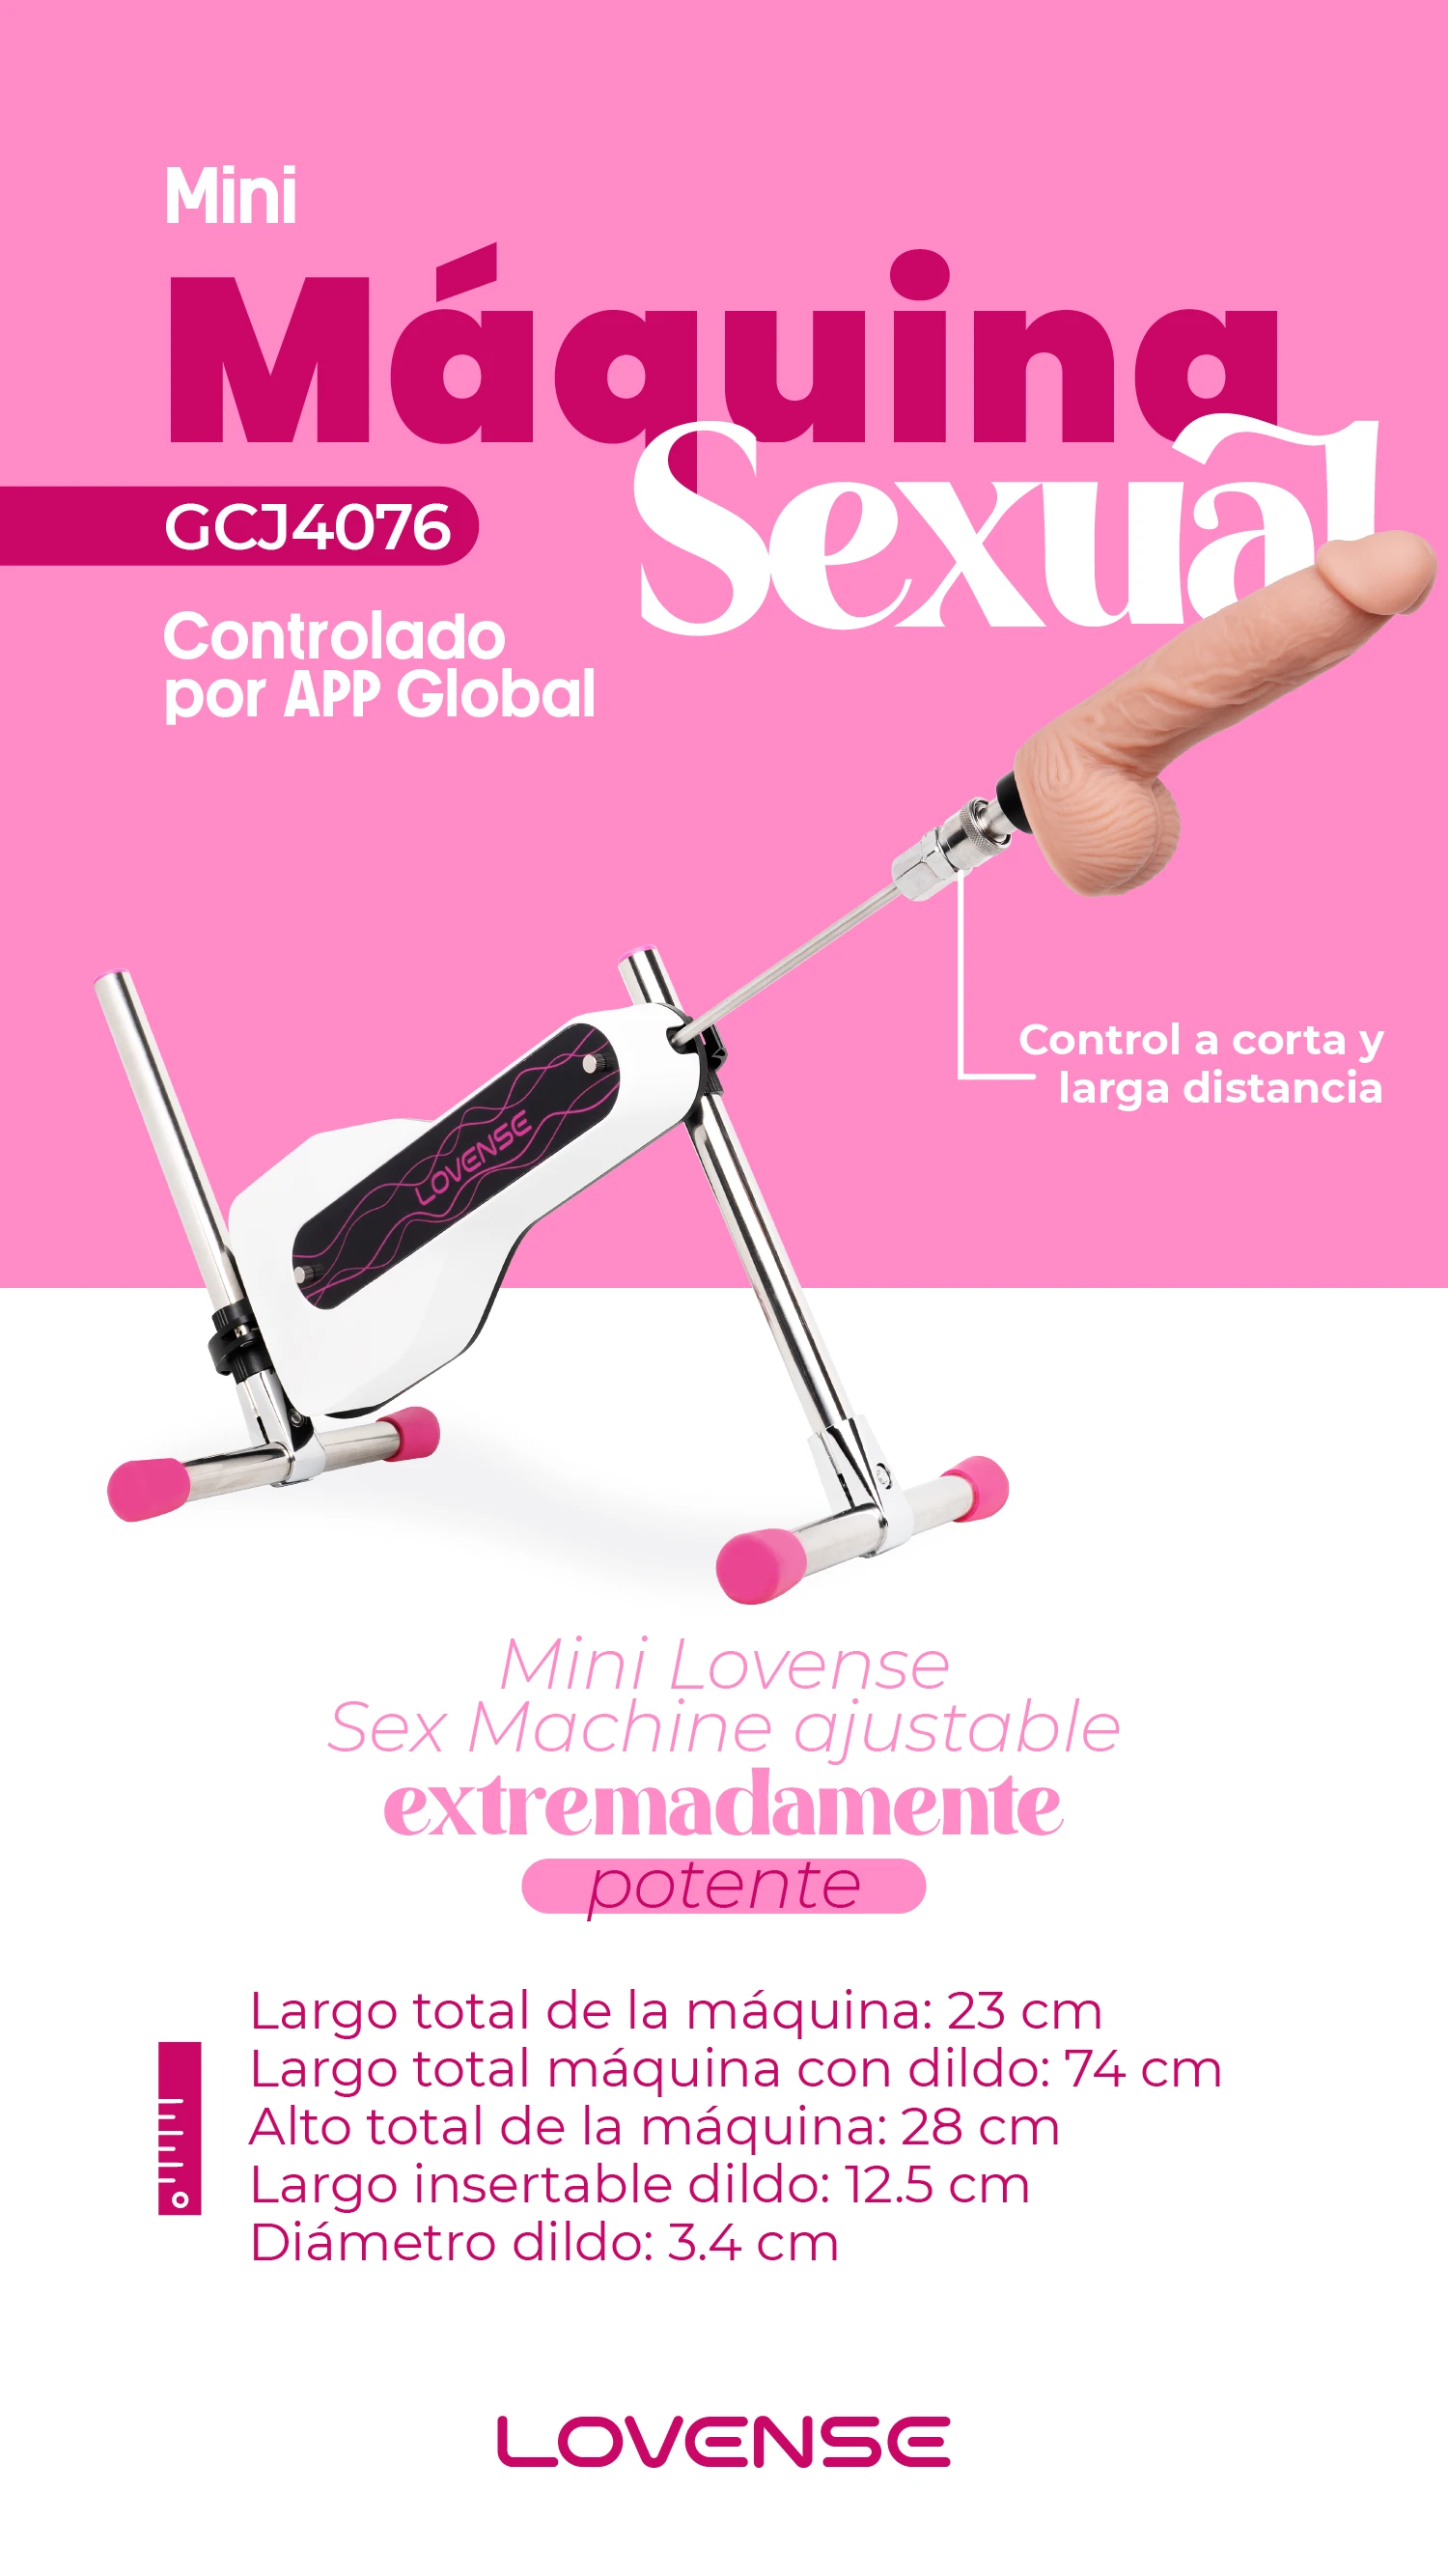 Mini
Máquina
Sexual
GCJ4076
Controlado
por APP Global
Control a corta y
larga distancia
LOVENSE
Mini Lovense
Sex Machine ajustable
extremadamente
potente
Largo total de la máquina: 23 cm
Largo total máquina con dildo: 74 cm
Alto total de la máquina: 28 cm
Largo insertable dildo: 12.5 cm
Diámetro dildo: 3.4 cm
LOVENSE